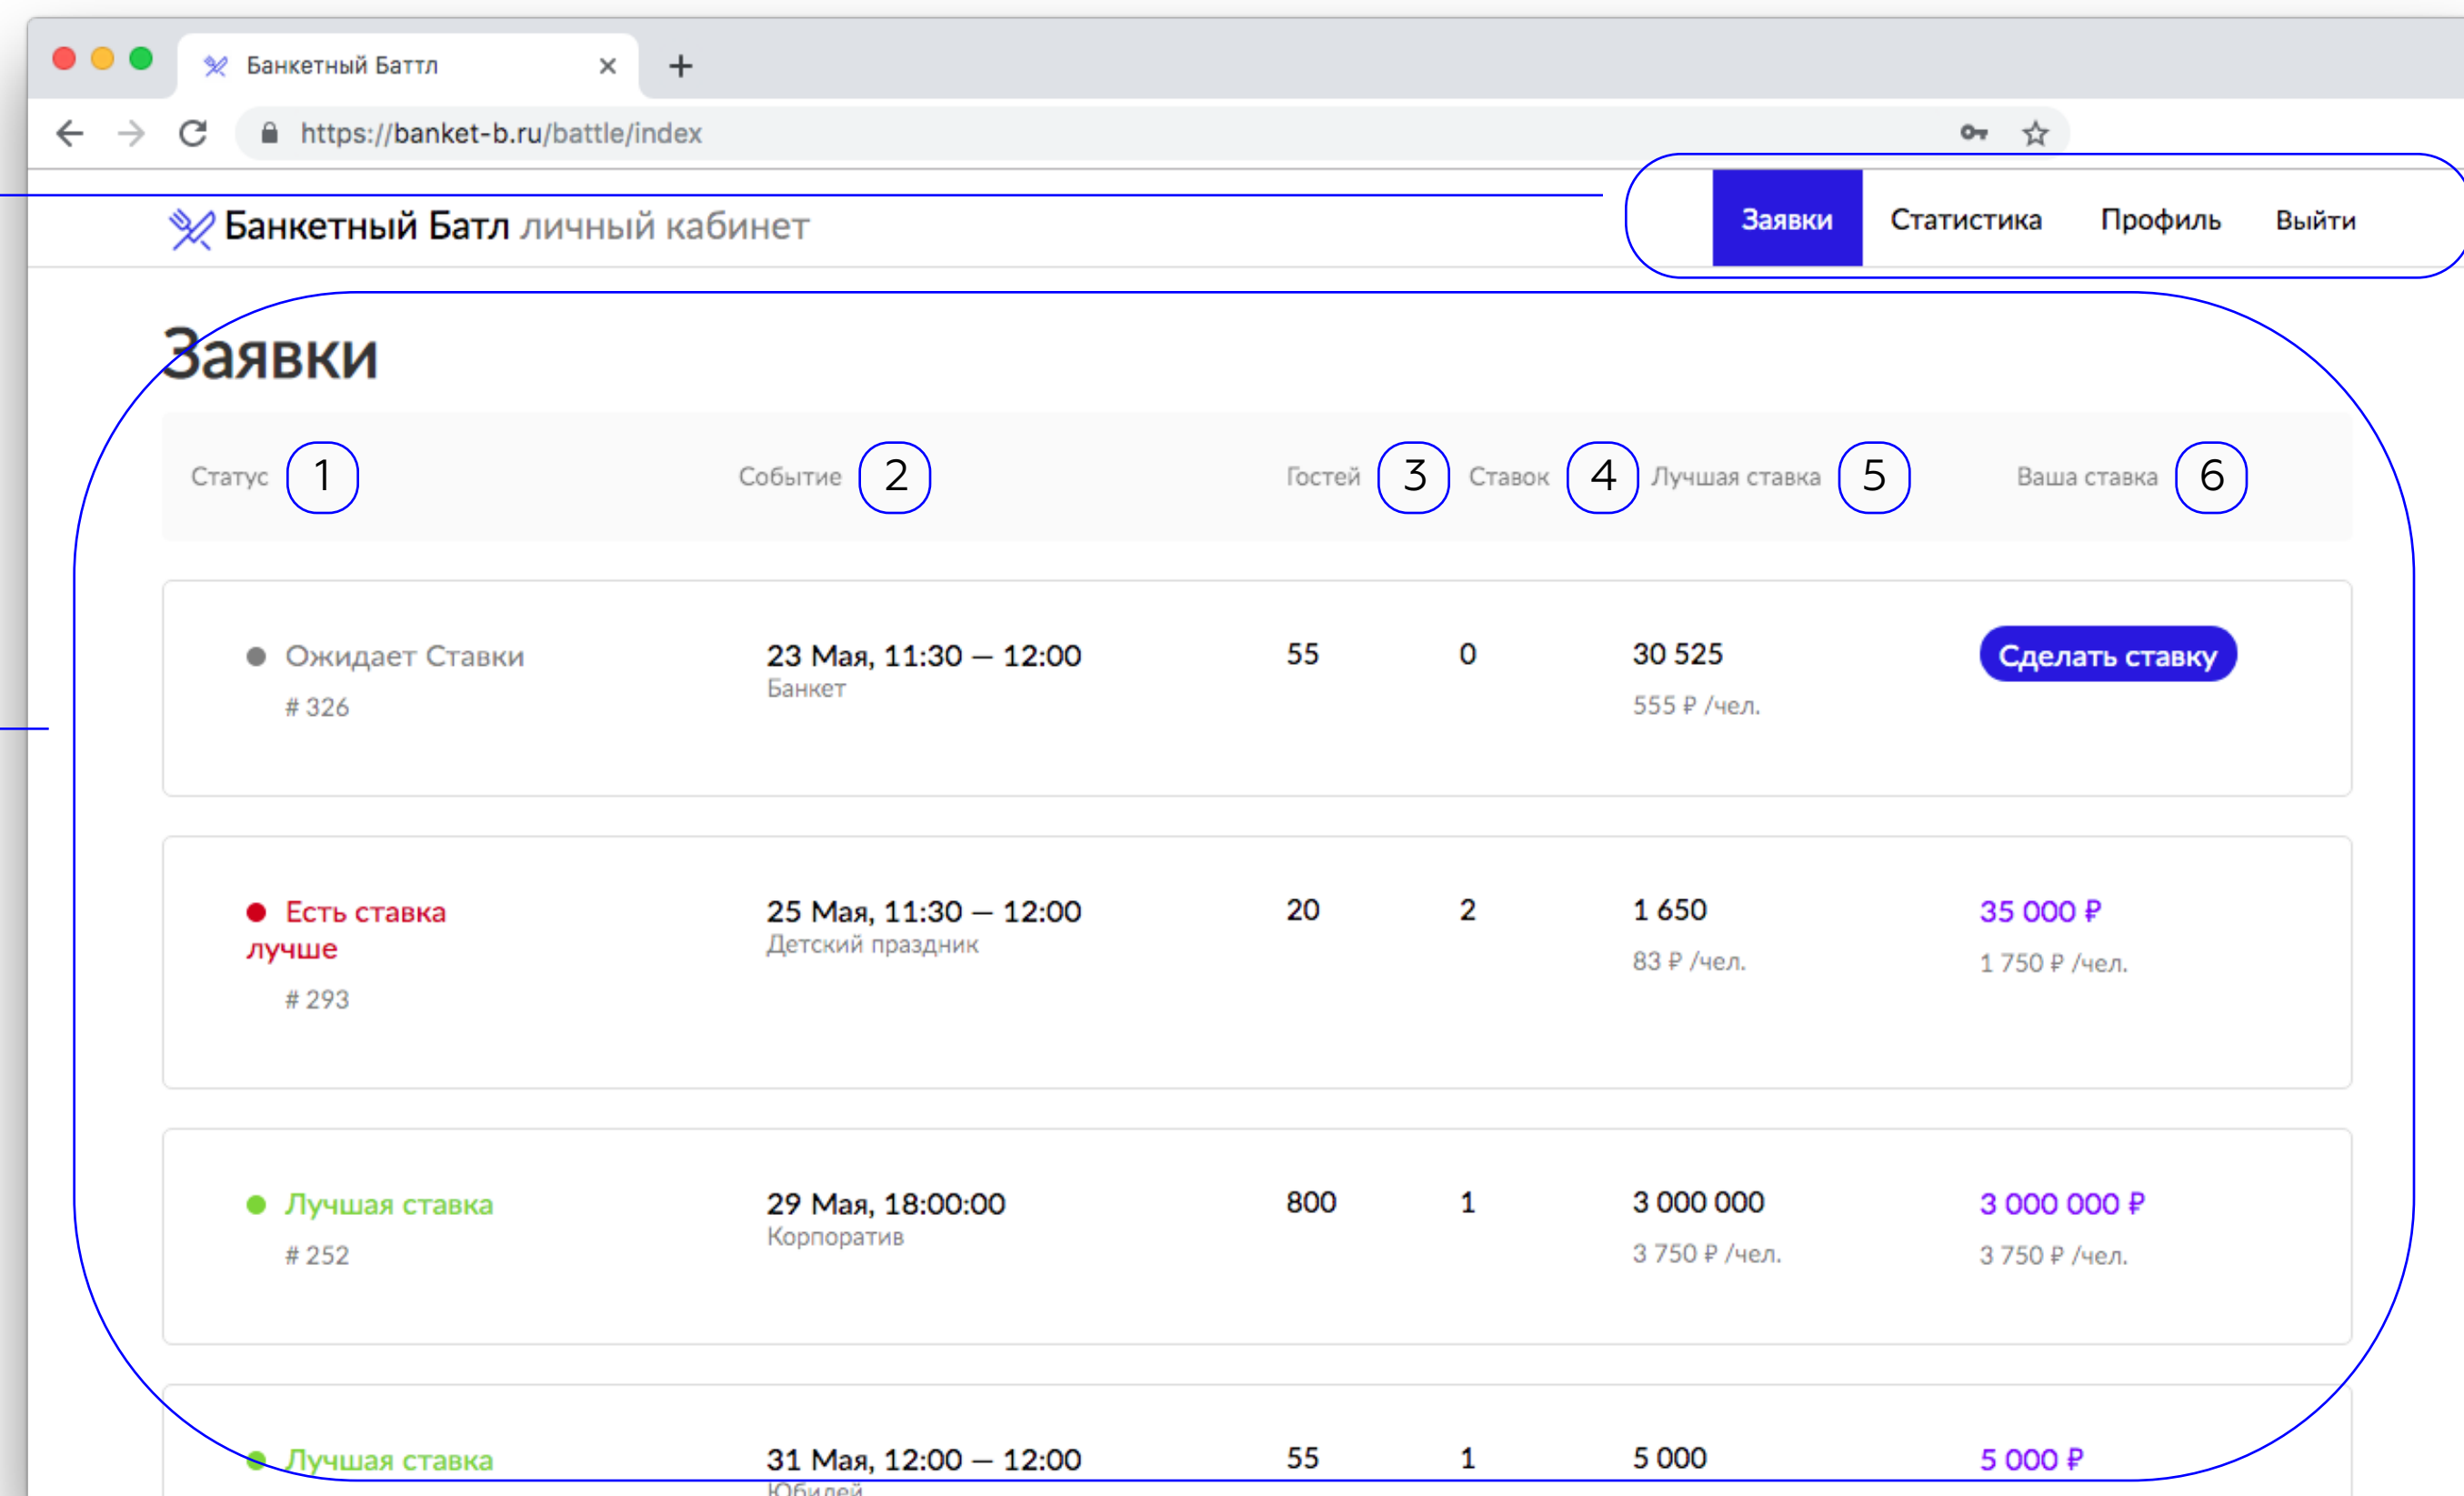 Банкетный Баттл
https://banket-b.ru/battle/index
Банкетный Батл личный кабинет
Заявки Статистика Профиль Выйти
Заявки
Статус 1 Событие 2 Гостей 3 Ставок 4 Лучшая ставка 5 Ваша ставка 6
Ожидает Ставки 23 Мая, 11:30 — 12:00 55 0 30 525 Сделать ставку
Банкет
# 326 555 ₽ /чел.
Есть ставка 25 Мая, 11:30 — 12:00 20 2 1 650 35 000 ₽
лучше Детский праздник 83 ₽ /чел. 1 750 ₽ /чел.
# 293
Лучшая ставка 29 Мая, 18:00:00 800 1 3 000 000 3 000 000 ₽
Корпоратив
# 252 3 750 ₽ /чел. 3 750 ₽ /чел.
Лучшая ставка 31 Мая, 12:00 — 12:00 55 1 5 000 5 000 ₽
Юбилей